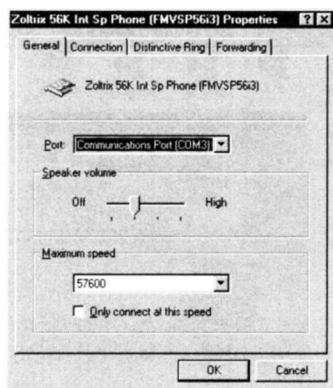 Zoltrix 56K Int Sp Phone (FMVSP56i3) Properties
General Connection Distinctive Ring Forwarding
Zoltrix 56K Int Sp Phone (FMVSP56i3)
Port: Communications Port (COM3)
Speaker volume
Off High
Maximum speed
57600
Only connect at this speed
OK Cancel